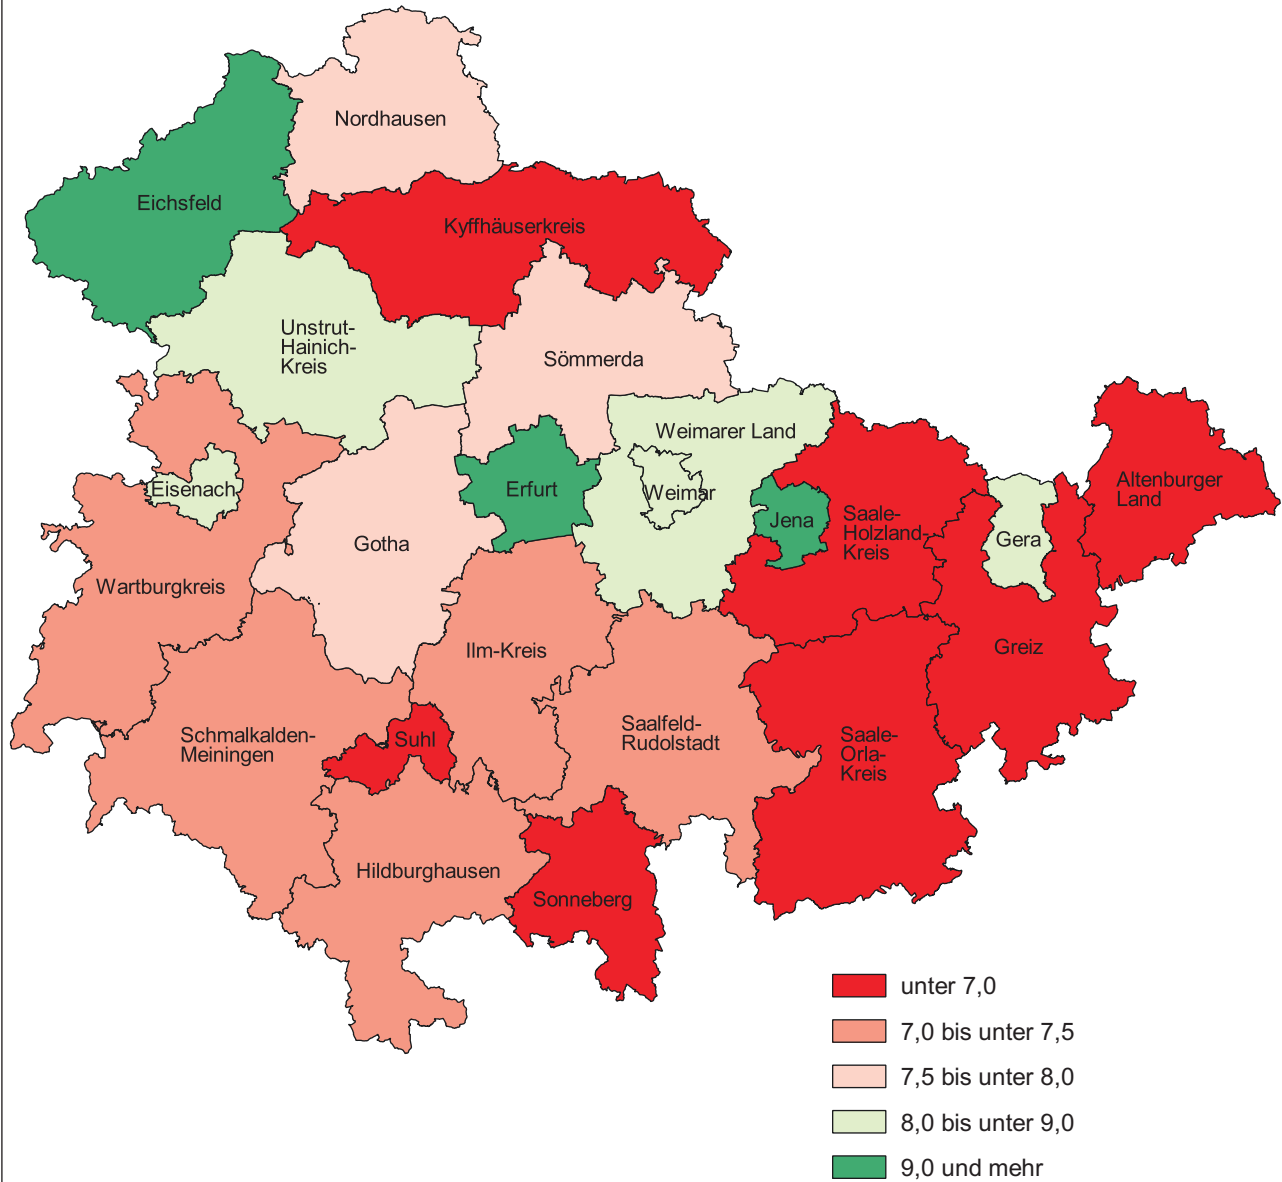 Nordhausen
Eichsfeld
Kyffhäuserkreis
Unstrut-
Hainich-
Kreis
Sömmerda
Weimarer Land
Eisenach
Erfurt
Weimar
Jena
Saale-
Holzland-
Kreis
Gera
Altenburger
Land
Gotha
Wartburgkreis
Ilm-Kreis
Greiz
Schmalkalden-
Meiningen
Suhl
Saalfeld-
Rudolstadt
Saale-
Orla-
Kreis
Hildburghausen
Sonneberg
unter 7,0
7,0 bis unter 7,5
7,5 bis unter 8,0
8,0 bis unter 9,0
9,0 und mehr